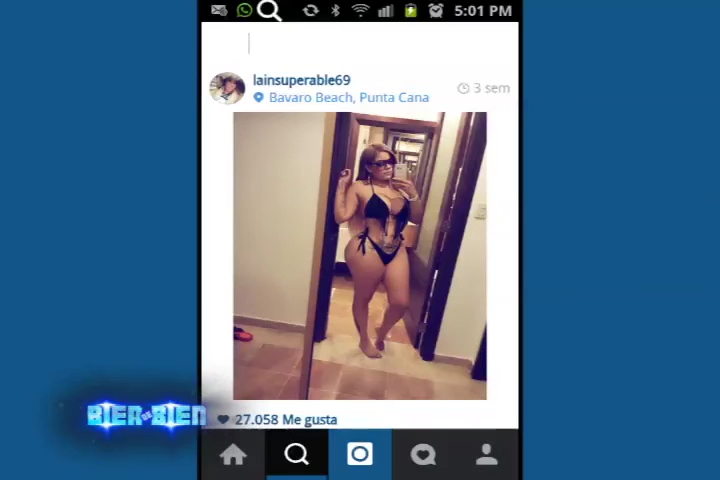 5:01 PM
lainsuperable69
Bavaro Beach, Punta Cana
3 sem
BIEN BIEN
27.058 Me gusta